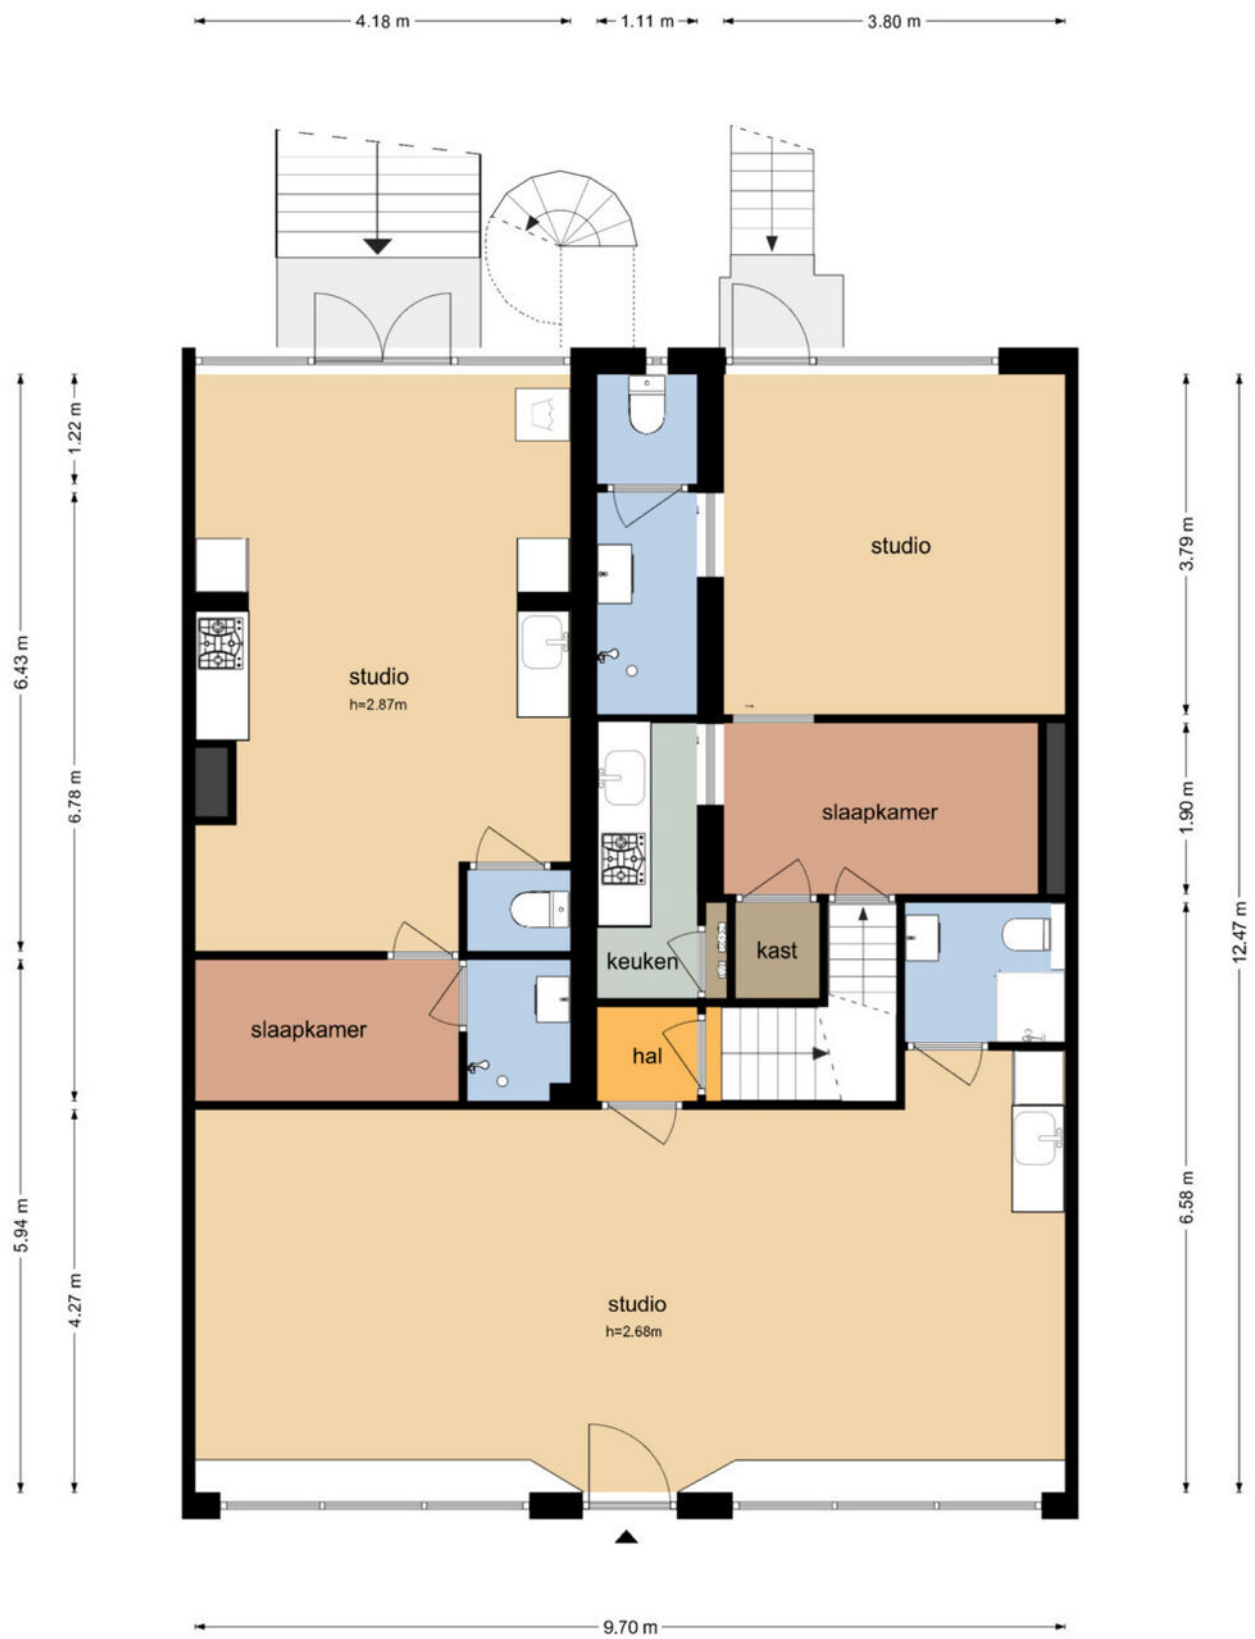 4.18 m
1.11 m
3.80 m
1.22 m
3.79 m
studio
6.43 m
studio
h=2.87m
6.78 m
1.90 m
slaapkamer
12.47 m
keuken
kast
slaapkamer
hal
6.58 m
5.94 m
4.27 m
studio
h=2.68m
9.70 m